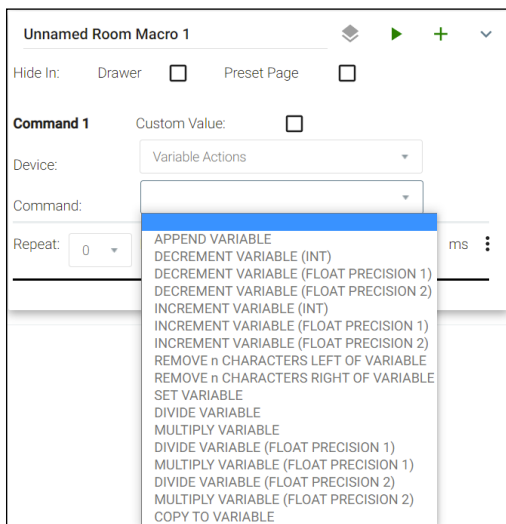 Unnamed Room Macro 1
Hide In: Drawer Preset Page
Command 1 Custom Value:
Device: Variable Actions
Command:
Repeat: 0 ms
APPEND VARIABLE
DECREMENT VARIABLE (INT)
DECREMENT VARIABLE (FLOAT PRECISION 1)
DECREMENT VARIABLE (FLOAT PRECISION 2)
INCREMENT VARIABLE (INT)
INCREMENT VARIABLE (FLOAT PRECISION 1)
INCREMENT VARIABLE (FLOAT PRECISION 2)
REMOVE n CHARACTERS LEFT OF VARIABLE
REMOVE n CHARACTERS RIGHT OF VARIABLE
SET VARIABLE
DIVIDE VARIABLE
MULTIPLY VARIABLE
DIVIDE VARIABLE (FLOAT PRECISION 1)
MULTIPLY VARIABLE (FLOAT PRECISION 1)
DIVIDE VARIABLE (FLOAT PRECISION 2)
MULTIPLY VARIABLE (FLOAT PRECISION 2)
COPY TO VARIABLE